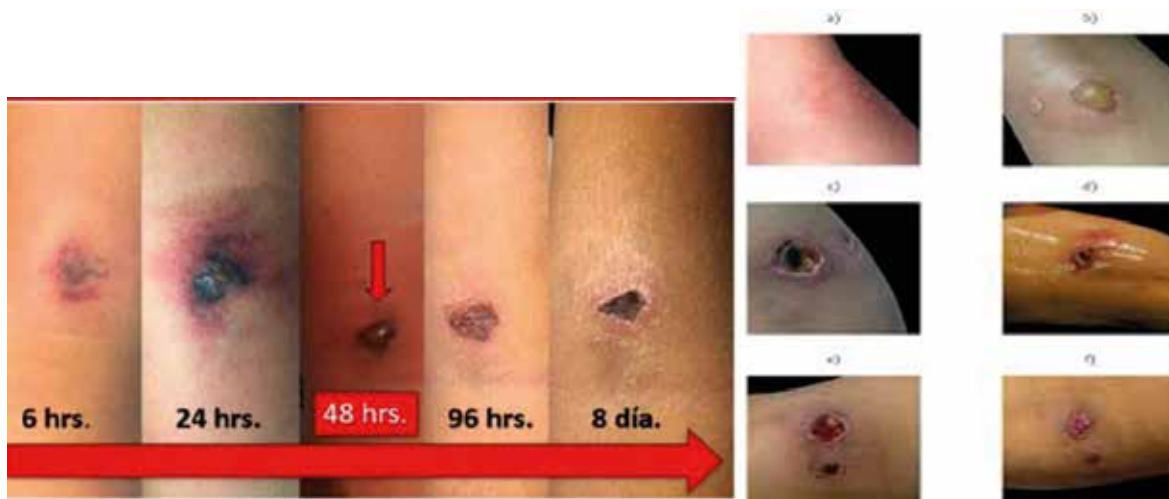 6 hrs.
24 hrs.
48 hrs.
96 hrs.
8 día.
a)
b)
c)
d)
e)
f)